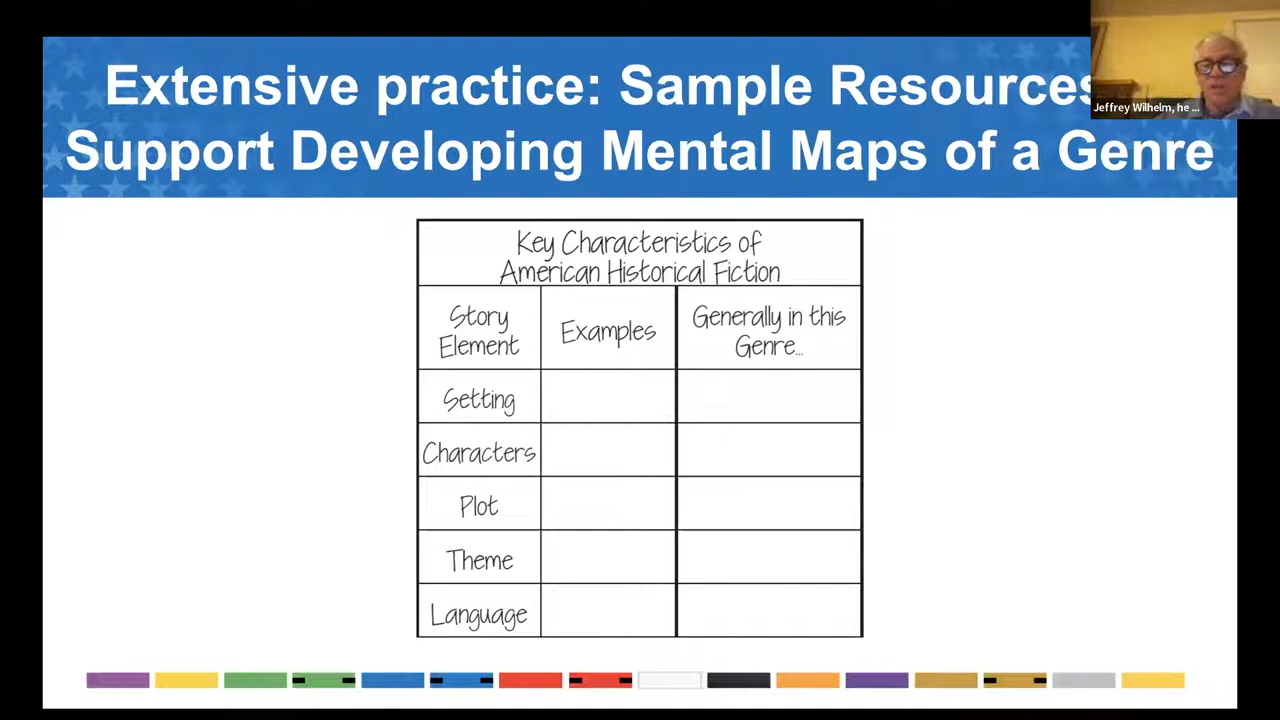 Extensive practice: Sample Resources
Support Developing Mental Maps of a Genre
Jeffrey Wilhelm, he ...
Key Characteristics of
American Historical Fiction
Story
Element
Examples
Generally in this
Genre...
Setting
Characters
Plot
Theme
Language